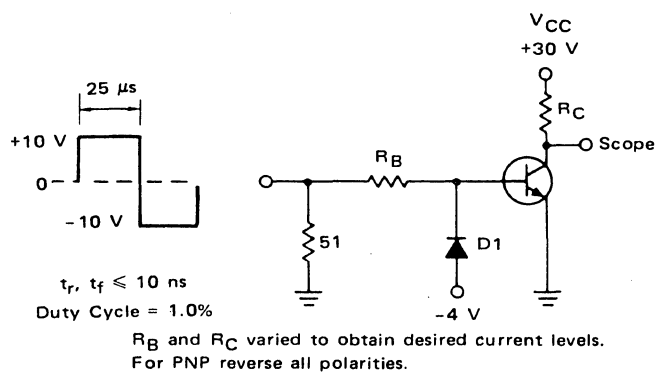 VCC
+30 V
25 μs
RC
+10 V
Scope
RB
0
−10 V
51
D1
tr, tf ⩽ 10 ns
−4 V
Duty Cycle = 1.0%
RB and RC varied to obtain desired current levels.
For PNP reverse all polarities.